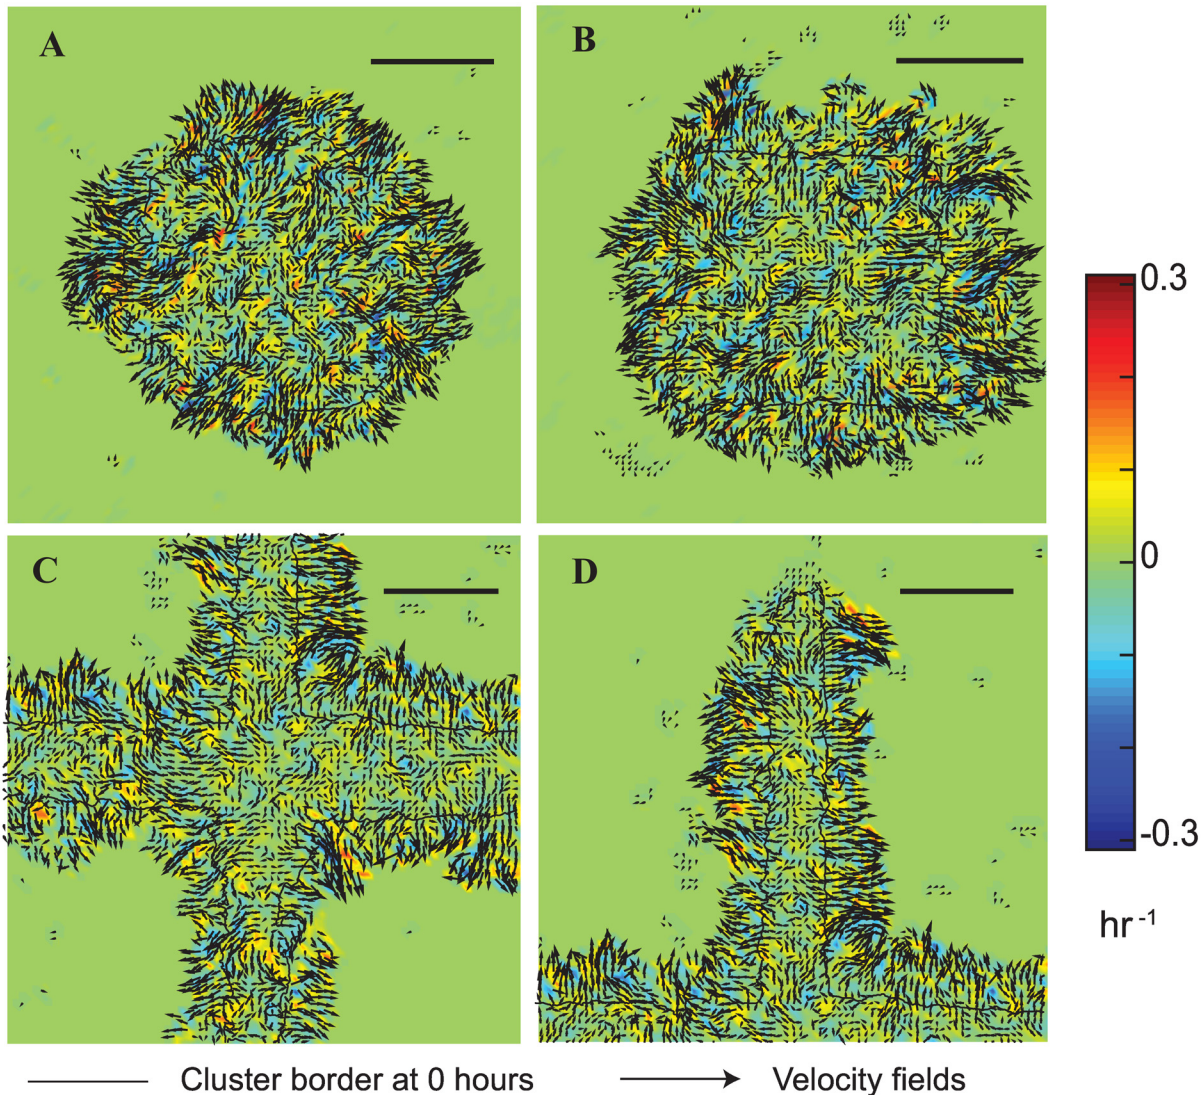 A
B
C
D
0.3
0
-0.3
hr -1
Cluster border at 0 hours
Velocity fields